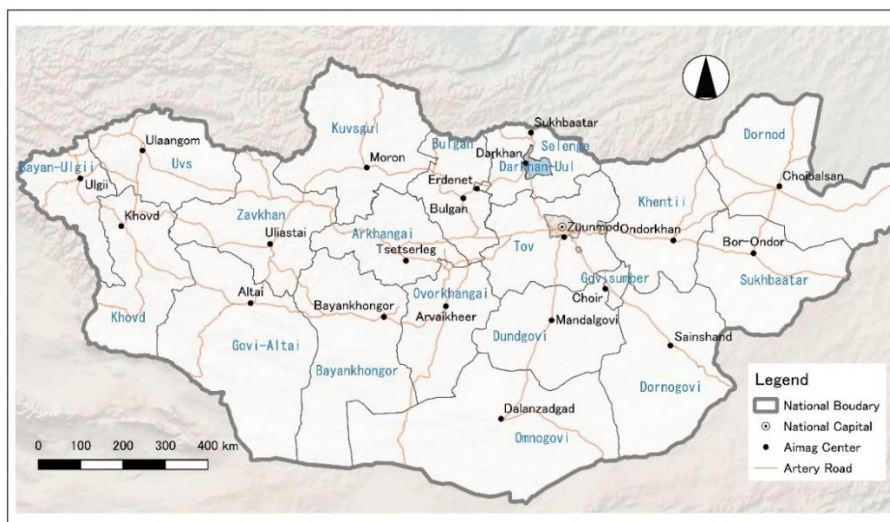 Sukhbaatar
Kuvsgul
Bulgan
Selenge
Dornod
Ulaangom
Uvs
Moron
Darkhan
Darkhan-Uul
Bayan-Ulgii
Ulgii
Erdenet
Choibalsan
Khovd
Zavkhan
Bulgan
Khentii
Uliastai
Arkhangai
Zuunmod
Ondorkhan
Tsetserleg
Tov
Bor-Ondor
Altai
Bayankhongor
Ovorkhangai
Govisumber
Sukhbaatar
Khovd
Arvaikheer
Choir
Mandalgovi
Govi-Altai
Dundgovi
Sainshand
Bayankhongor
Dornogovi
Dalanzadgad
Omnogovi
0 100 200 300 400 km
Legend
National Boudary
National Capital
Aimag Center
Artery Road